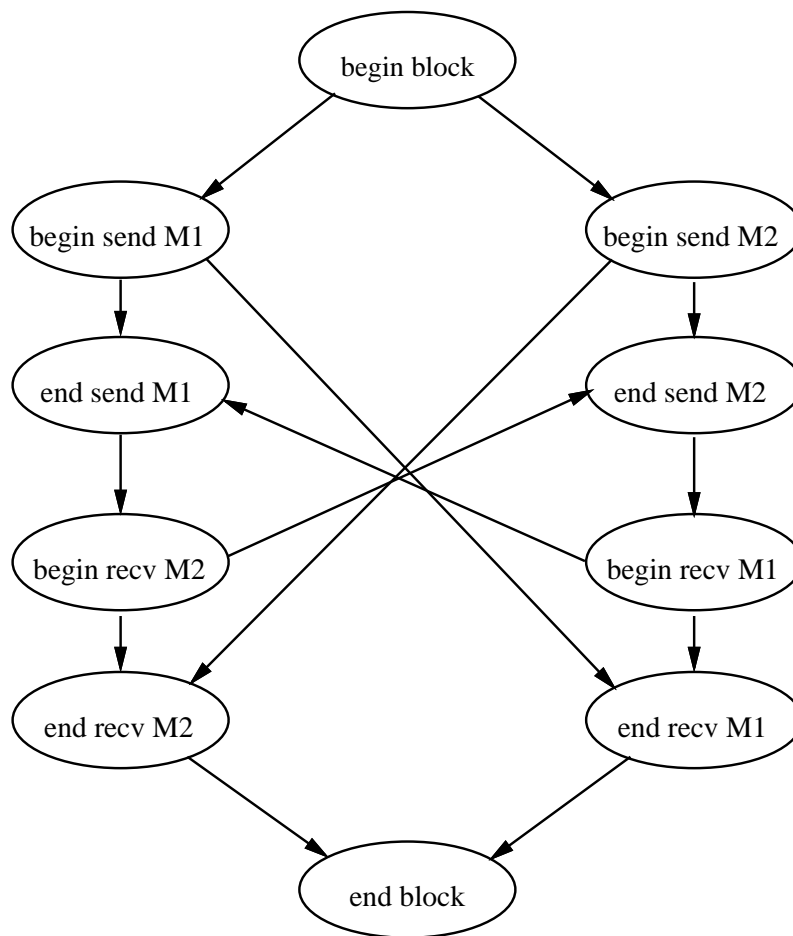 begin block
begin send M1
begin send M2
end send M1
end send M2
begin recv M2
begin recv M1
end recv M2
end recv M1
end block